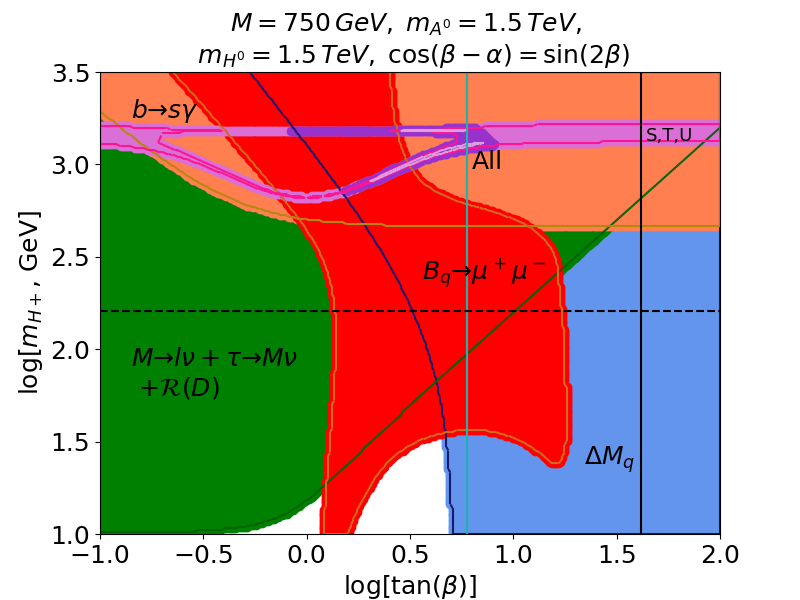 M = 750 GeV, m_{A^0} = 1.5 TeV,
m_{H^0} = 1.5 TeV, cos(β − α) = sin(2β)
3.5
3.0
2.5
2.0
1.5
1.0
log[m_{H+}, GeV]
b→sγ
S,T,U
All
B_q→μ^+μ^−
M→lν + τ→Mν
+R(D)
ΔM_q
−1.0 −0.5 0.0 0.5 1.0 1.5 2.0
log[tan(β)]